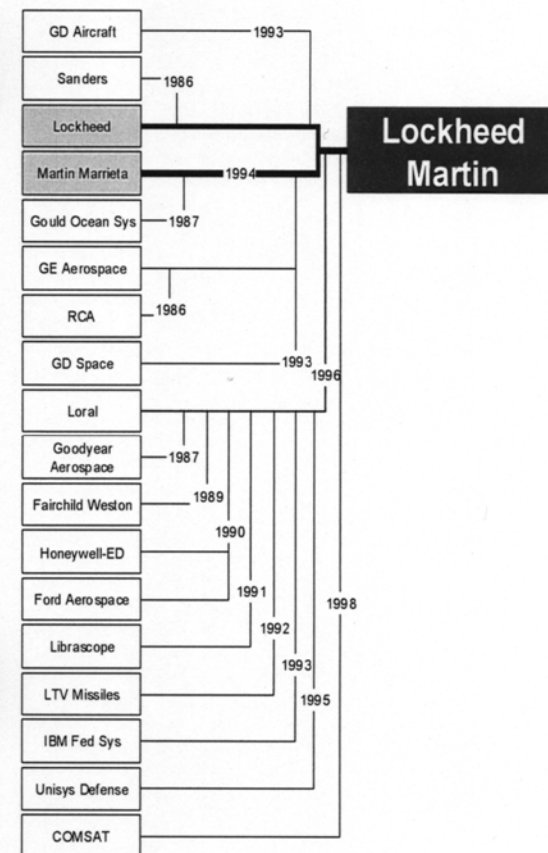 GD Aircraft
1993
Sanders
1986
Lockheed
Lockheed
Martin
Martin Marrieta
1994
Gould Ocean Sys
1987
GE Aerospace
1986
RCA
GD Space
1993
1996
Loral
Goodyear
Aerospace
1987
Fairchild Weston
1989
Honeywell-ED
1990
Ford Aerospace
1991
1998
Librascope
1992
LTV Missiles
1993
1995
IBM Fed Sys
Unisys Defense
COMSAT